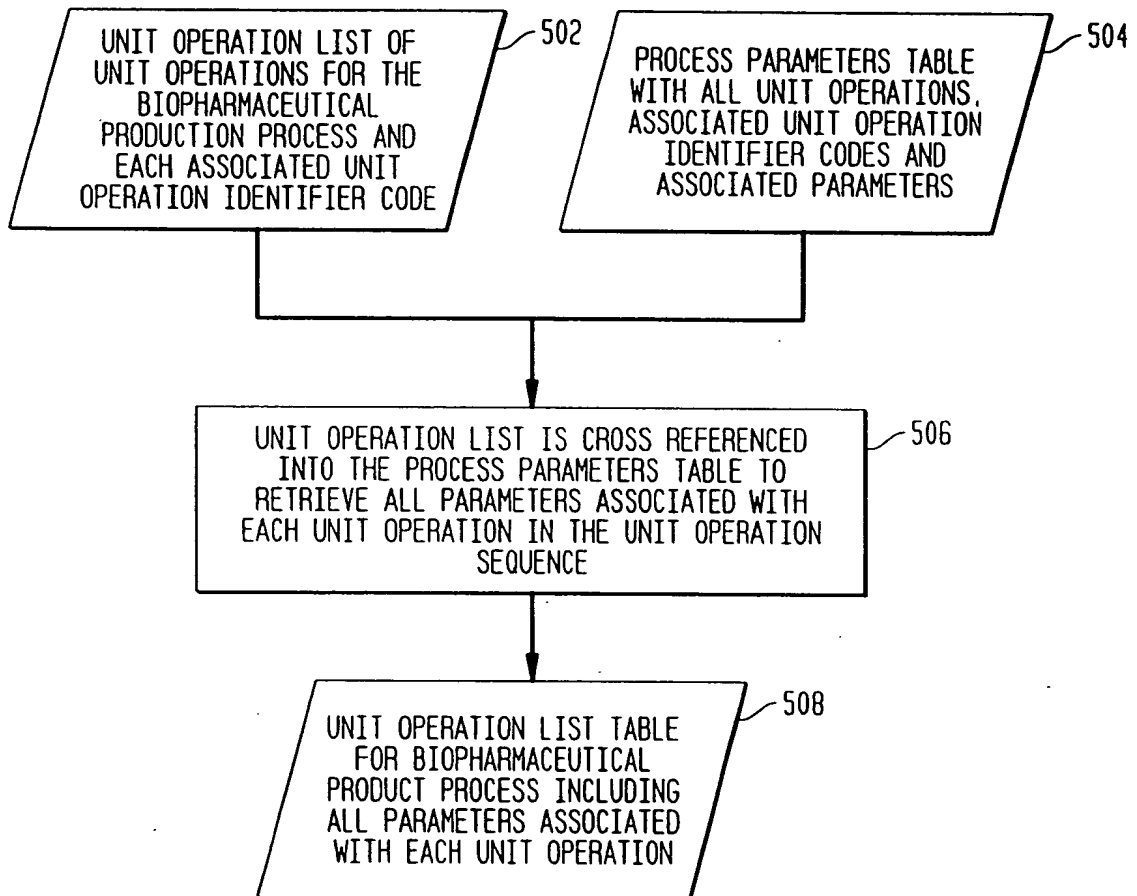 UNIT OPERATION LIST OF
UNIT OPERATIONS FOR THE
BIOPHARMACEUTICAL
PRODUCTION PROCESS AND
EACH ASSOCIATED UNIT
OPERATION IDENTIFIER CODE
502
PROCESS PARAMETERS TABLE
WITH ALL UNIT OPERATIONS,
ASSOCIATED UNIT OPERATION
IDENTIFIER CODES AND
ASSOCIATED PARAMETERS
504
UNIT OPERATION LIST IS CROSS REFERENCED
INTO THE PROCESS PARAMETERS TABLE TO
RETRIEVE ALL PARAMETERS ASSOCIATED WITH
EACH UNIT OPERATION IN THE UNIT OPERATION
SEQUENCE
506
UNIT OPERATION LIST TABLE
FOR BIOPHARMACEUTICAL
PRODUCT PROCESS INCLUDING
ALL PARAMETERS ASSOCIATED
WITH EACH UNIT OPERATION
508